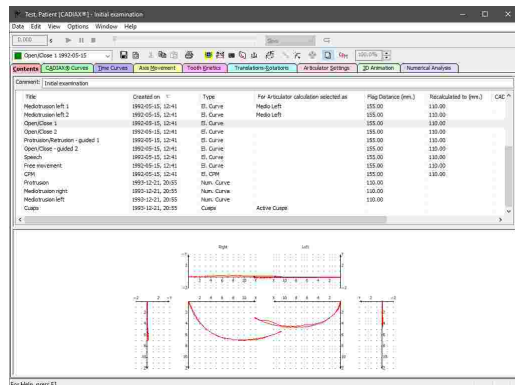 Test, Patient [CADIAX®] - Initial examination
Data Edit View Options Window Help
0.000 s Slow
Open/Close 1 1992-05-15 100.0%
Contents CADIAX® Curves Time Curves Axis Movement Tooth Kinetics Translations-Rotations Articulator Settings 3D Animation Numerical Analysis
Comment: Initial examination
Title Created on Type For Articulator calculation selected as Flag Distance (mm.) Recalculated to (mm.) CADI
Mediotrusion left 1 1992-05-15, 12:41 El. Curve Medio Left 155.00 110.00
Mediotrusion left 2 1992-05-15, 12:41 El. Curve Medio Left 155.00 110.00
Open/Close 1 1992-05-15, 12:41 El. Curve 155.00 110.00
Open/Close 2 1992-05-15, 12:41 El. Curve 155.00 110.00
Protrusion/Retrusion - guided 1 1992-05-15, 12:41 El. Curve 155.00 110.00
Open/Close - guided 2 1992-05-15, 12:41 El. Curve 155.00 110.00
Speech 1992-05-15, 12:41 El. Curve 155.00 110.00
Free movement 1992-05-15, 12:41 El. Curve 155.00 110.00
CPM 1992-05-15, 12:41 El. CPM 155.00 110.00
Protrusion 1993-12-21, 20:55 Num. Curve 110.00
Mediotrusion right 1993-12-21, 20:55 Num. Curve 110.00
Mediotrusion left 1993-12-21, 20:55 Num. Curve 110.00
Cusps 1993-12-21, 20:55 Cusps Active Cusps
Right Left
For Help, press F1